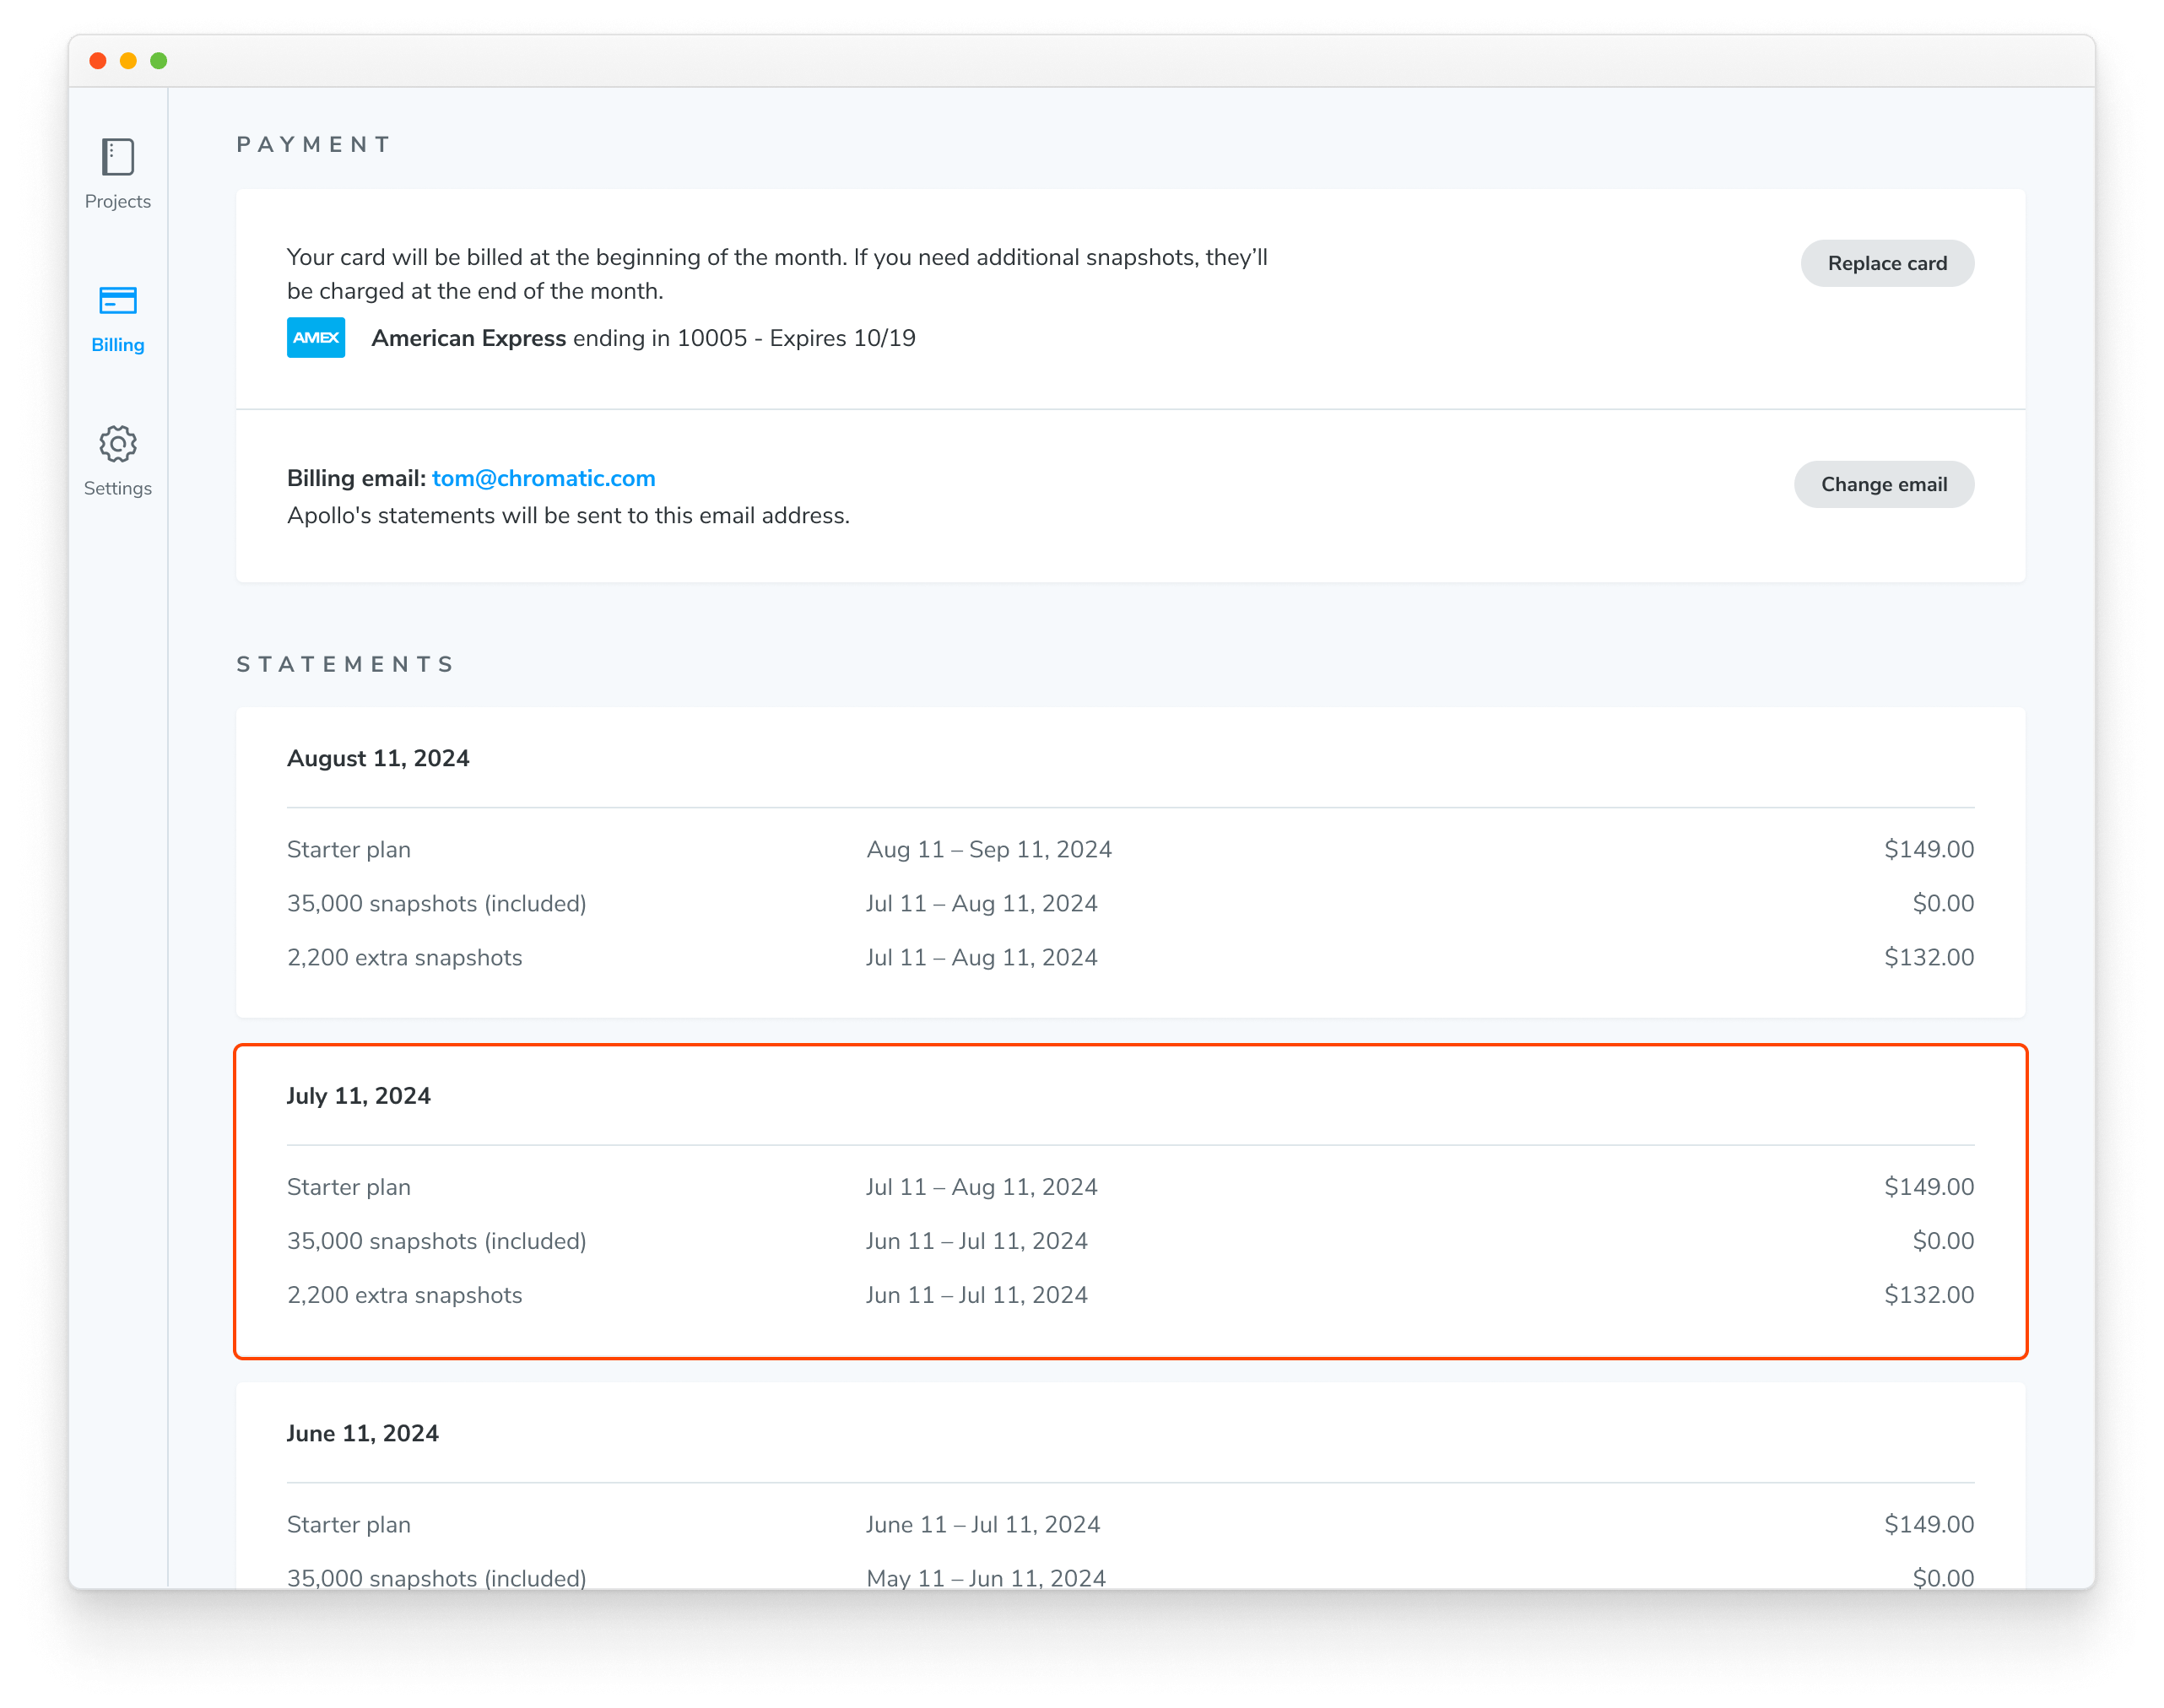 PAYMENT
Projects
Your card will be billed at the beginning of the month. If you need additional snapshots, they’ll
be charged at the end of the month.
Replace card
AMEX American Express ending in 10005 - Expires 10/19
Billing
Billing email: tom@chromatic.com
Change email
Apollo's statements will be sent to this email address.
Settings
STATEMENTS
August 11, 2024
Starter plan Aug 11 – Sep 11, 2024 $149.00
35,000 snapshots (included) Jul 11 – Aug 11, 2024 $0.00
2,200 extra snapshots Jul 11 – Aug 11, 2024 $132.00
July 11, 2024
Starter plan Jul 11 – Aug 11, 2024 $149.00
35,000 snapshots (included) Jun 11 – Jul 11, 2024 $0.00
2,200 extra snapshots Jun 11 – Jul 11, 2024 $132.00
June 11, 2024
Starter plan June 11 – Jul 11, 2024 $149.00
35,000 snapshots (included) May 11 – Jun 11, 2024 $0.00